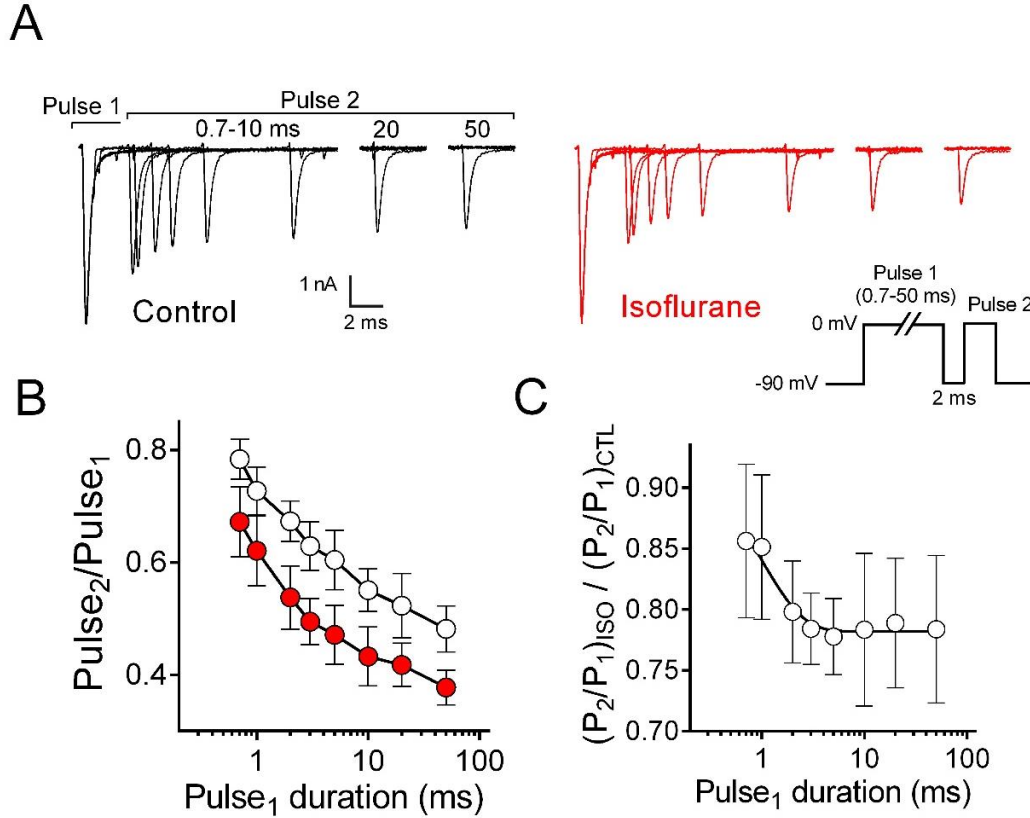 A
Pulse 1
Pulse 2
0.7-10 ms
20
50
1 nA
2 ms
Control
Isoflurane
Pulse 1
(0.7-50 ms)
Pulse 2
0 mV
-90 mV
2 ms
B
Pulse₂/Pulse₁
0.8
0.6
0.4
1
10
100
Pulse₁ duration (ms)
C
(P₂/P₁)ISO / (P₂/P₁)CTL
0.90
0.85
0.80
0.75
0.70
1
10
100
Pulse₁ duration (ms)